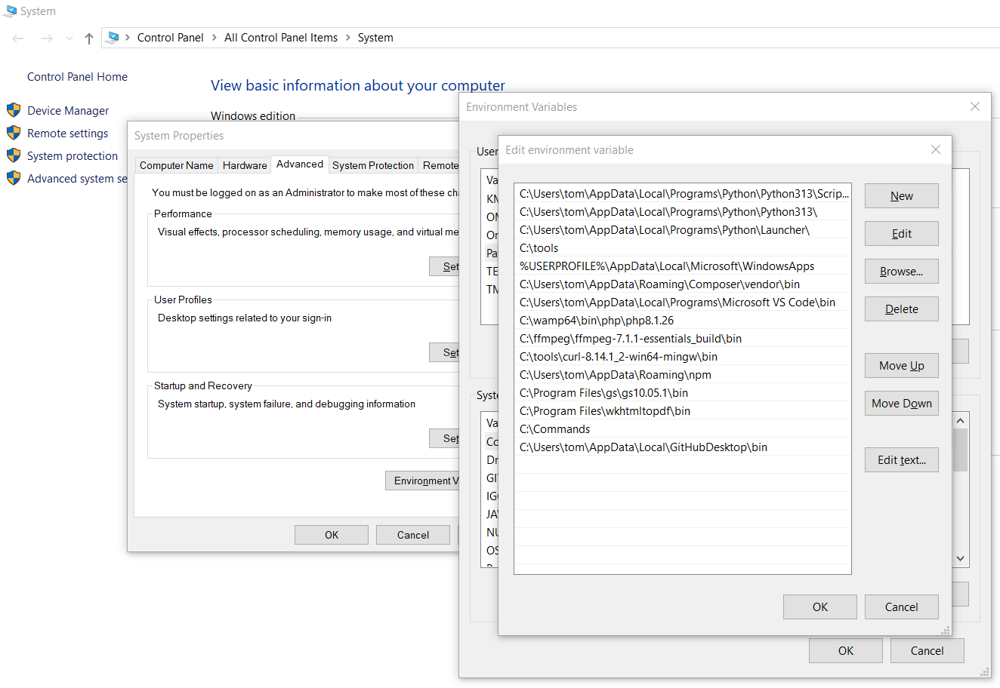 System
Control Panel > All Control Panel Items > System
Control Panel Home
Device Manager
Remote settings
System protection
Advanced system se
View basic information about your computer
Windows edition
System Properties
Computer Name
Hardware
Advanced
System Protection
Remote
You must be logged on as an Administrator to make most of these cha
Performance
Visual effects, processor scheduling, memory usage, and virtual me
Set
User Profiles
Desktop settings related to your sign-in
Set
Startup and Recovery
System startup, system failure, and debugging information
Set
Environment V
OK
Cancel
Environment Variables
User
Va
KM
Or
Pa
TE
TM
Syste
Va
Co
Dr
GI
IG
JA
NU
OS
OK
Cancel
Edit environment variable
C:\Users\tom\AppData\Local\Programs\Python\Python313\Scrip...
C:\Users\tom\AppData\Local\Programs\Python\Python313\
C:\Users\tom\AppData\Local\Programs\Python\Launcher\
C:\tools
%USERPROFILE%\AppData\Local\Microsoft\WindowsApps
C:\Users\tom\AppData\Roaming\Composer\vendor\bin
C:\Users\tom\AppData\Local\Programs\Microsoft VS Code\bin
C:\wamp64\bin\php\php8.1.26
C:\ffmpeg\ffmpeg-7.1.1-essentials_build\bin
C:\tools\curl-8.14.1_2-win64-mingw\bin
C:\Users\tom\AppData\Roaming\npm
C:\Program Files\gs\gs10.05.1\bin
C:\Program Files\wkhtmltopdf\bin
C:\Commands
C:\Users\tom\AppData\Local\GitHubDesktop\bin
New
Edit
Browse...
Delete
Move Up
Move Down
Edit text...
OK
Cancel